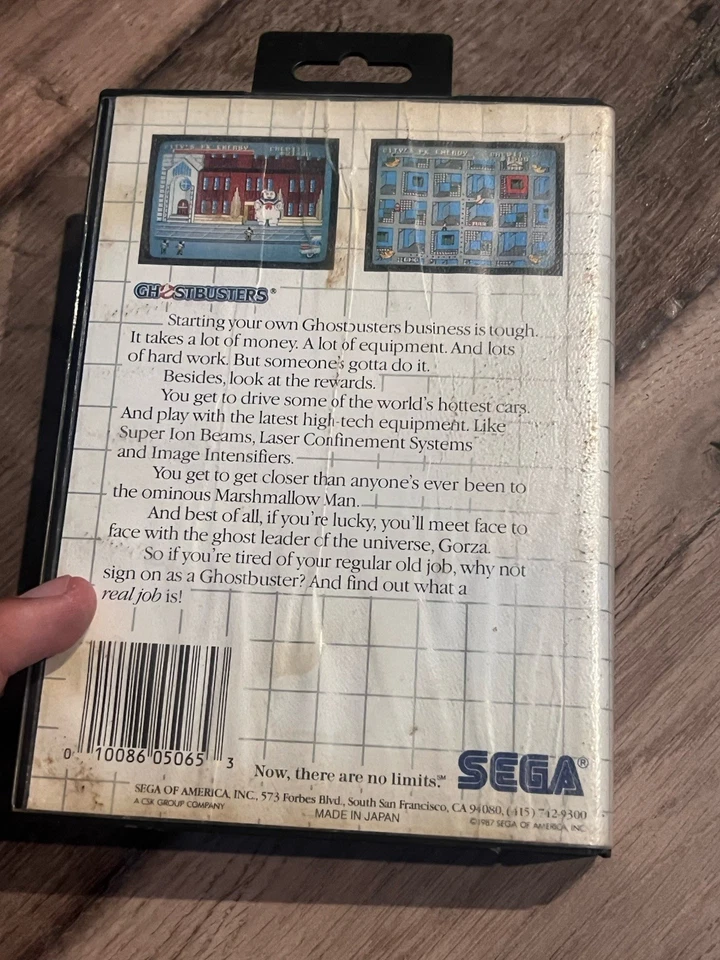 CITY'S PK ENERGY
CITY'S PK ENERGY
GHOSTBUSTERS®
Starting your own Ghostbusters business is tough.
It takes a lot of money. A lot of equipment. And lots
of hard work. But someone's gotta do it.
Besides, look at the rewards.
You get to drive some of the world's hottest cars.
And play with the latest high-tech equipment. Like
Super Ion Beams, Laser Confinement Systems
and Image Intensifiers.
You get to get closer than anyone's ever been to
the ominous Marshmallow Man.
And best of all, if you're lucky, you'll meet face to
face with the ghost leader of the universe, Gorza.
So if you're tired of your regular old job, why not
sign on as a Ghostbuster? And find out what a
real job is!
0 10086 05065 3
Now, there are no limits.℠
SEGA®
SEGA OF AMERICA, INC., 573 Forbes Blvd., South San Francisco, CA 94080, (415) 742-9300
A CSK GROUP COMPANY
MADE IN JAPAN
©1987 SEGA OF AMERICA, INC.